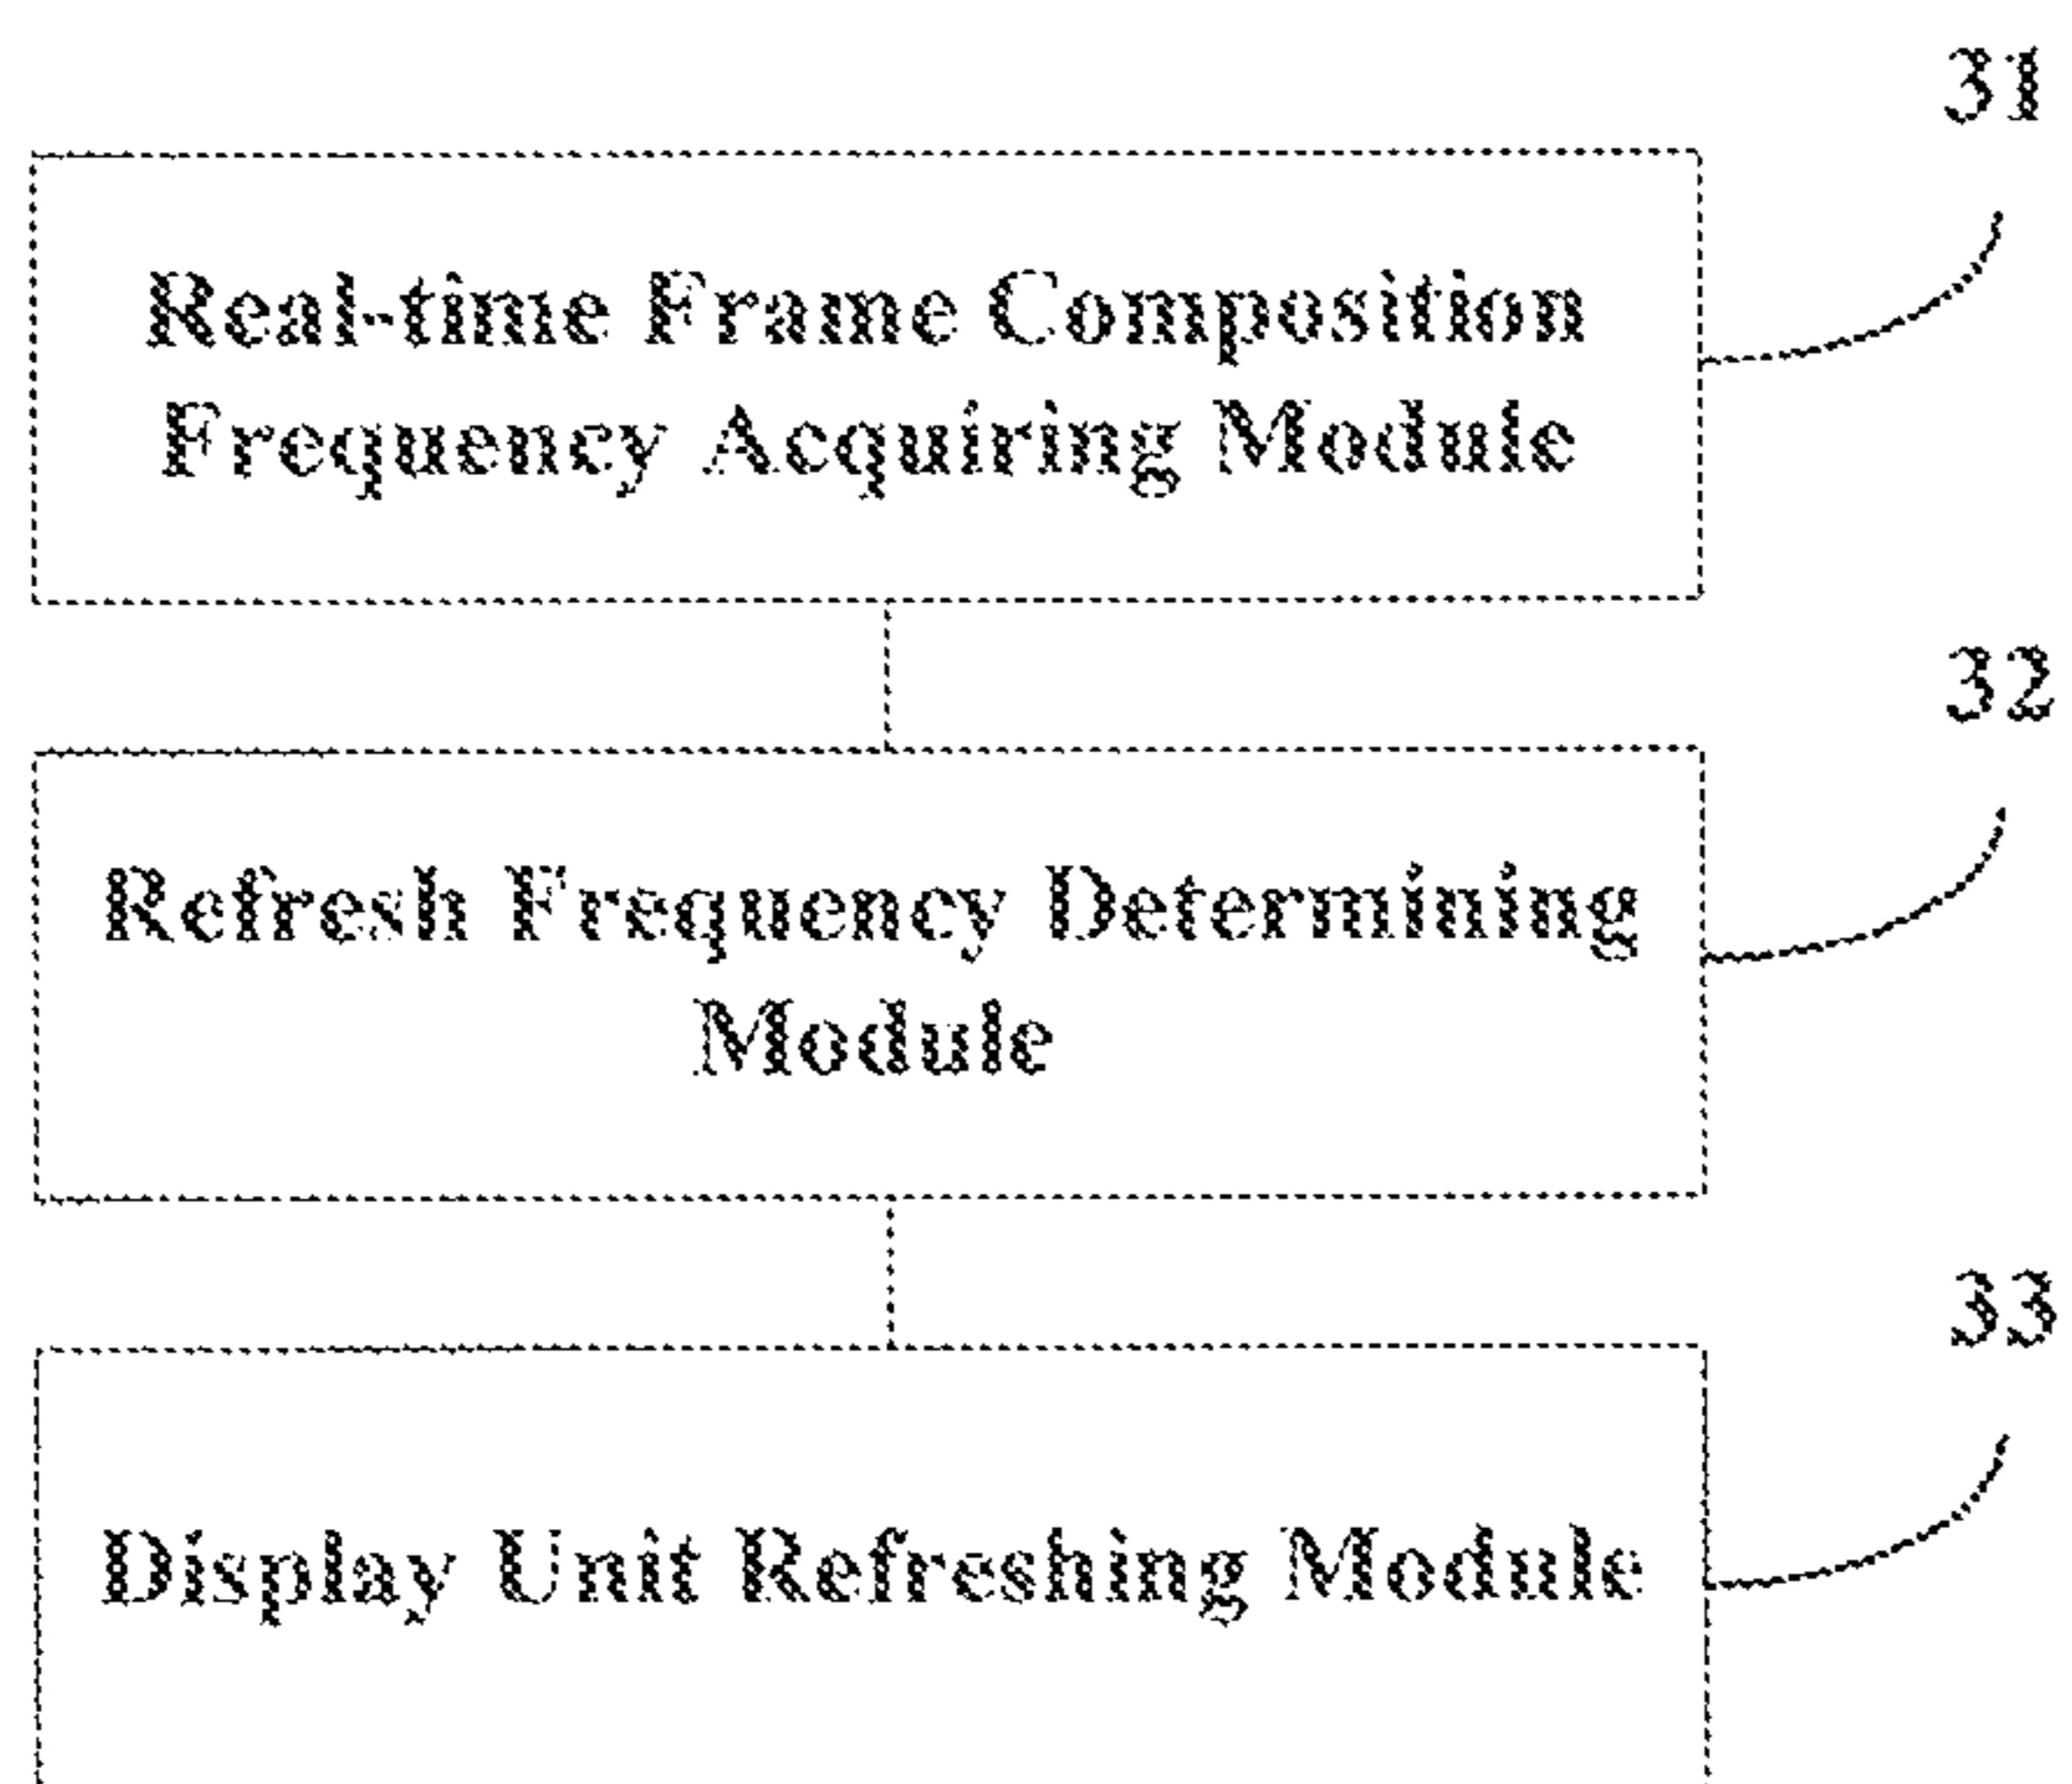 31
Real-time Frame Composition
Frequency Acquiring Module
32
Refresh Frequency Determining
Module
33
Display Unit Refreshing Module